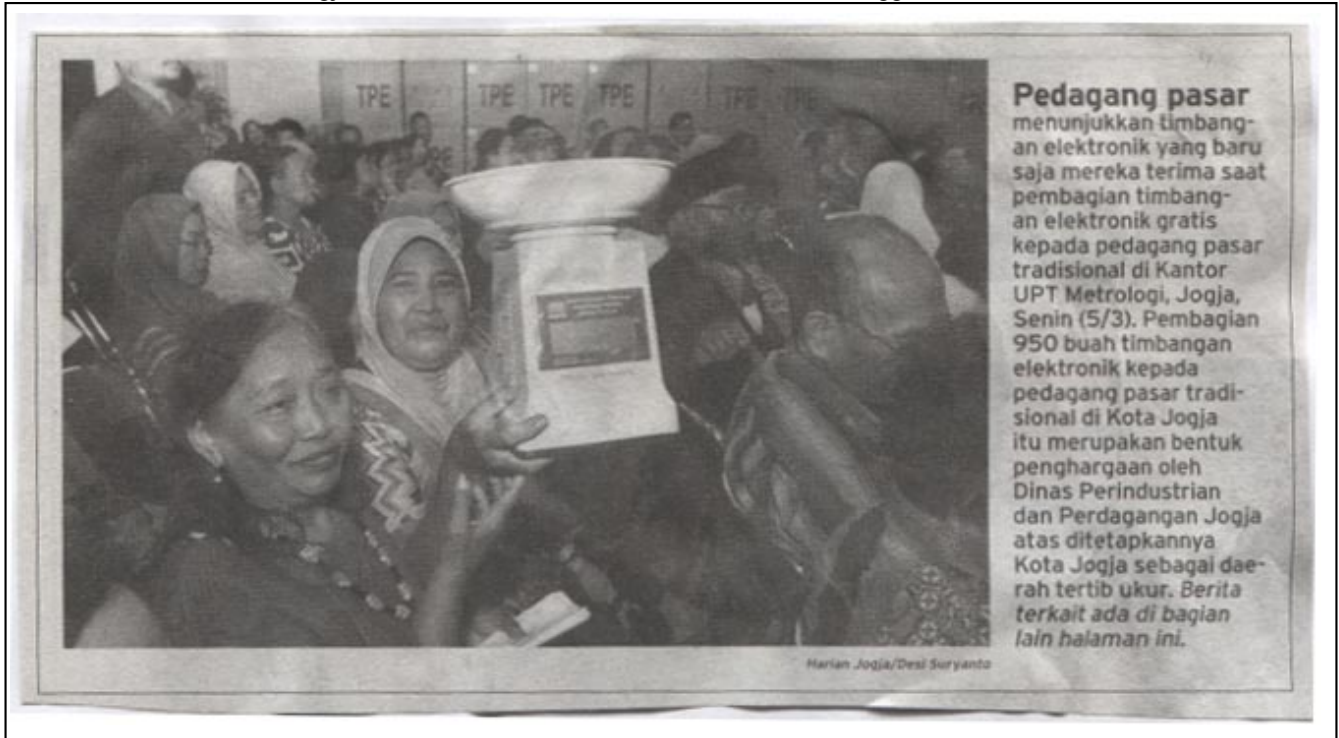 TPE TPE TPE TPE TPE
Pedagang pasar
menunjukkan timbang-
an elektronik yang baru
saja mereka terima saat
pembagian timbang-
an elektronik gratis
kepada pedagang pasar
tradisional di Kantor
UPT Metrologi, Jogja,
Senin (5/3). Pembagian
950 buah timbangan
elektronik kepada
pedagang pasar tradi-
sional di Kota Jogja
itu merupakan bentuk
penghargaan oleh
Dinas Perindustrian
dan Perdagangan Jogja
atas ditetapkannya
Kota Jogja sebagai dae-
rah tertib ukur. Berita
terkait ada di bagian
lain halaman ini.
Harian Jogja/Desi Suryanto